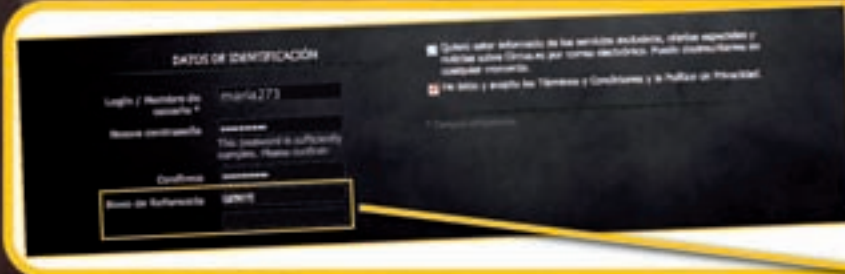 DATOS DE IDENTIFICACIÓN
Login / Nombre de
usuario *
maria273
Nueva contraseña
********
This password is sufficiently
complex. Please confirm
Confirma
********
Bono de Referencia
Quiero estar informado de los servicios exclusivos, ofertas especiales y
noticias sobre por correo electrónico. Puedo
cualquier momento.
He leído y acepto los Términos y Condiciones y la Política de Privacidad.
* Campos